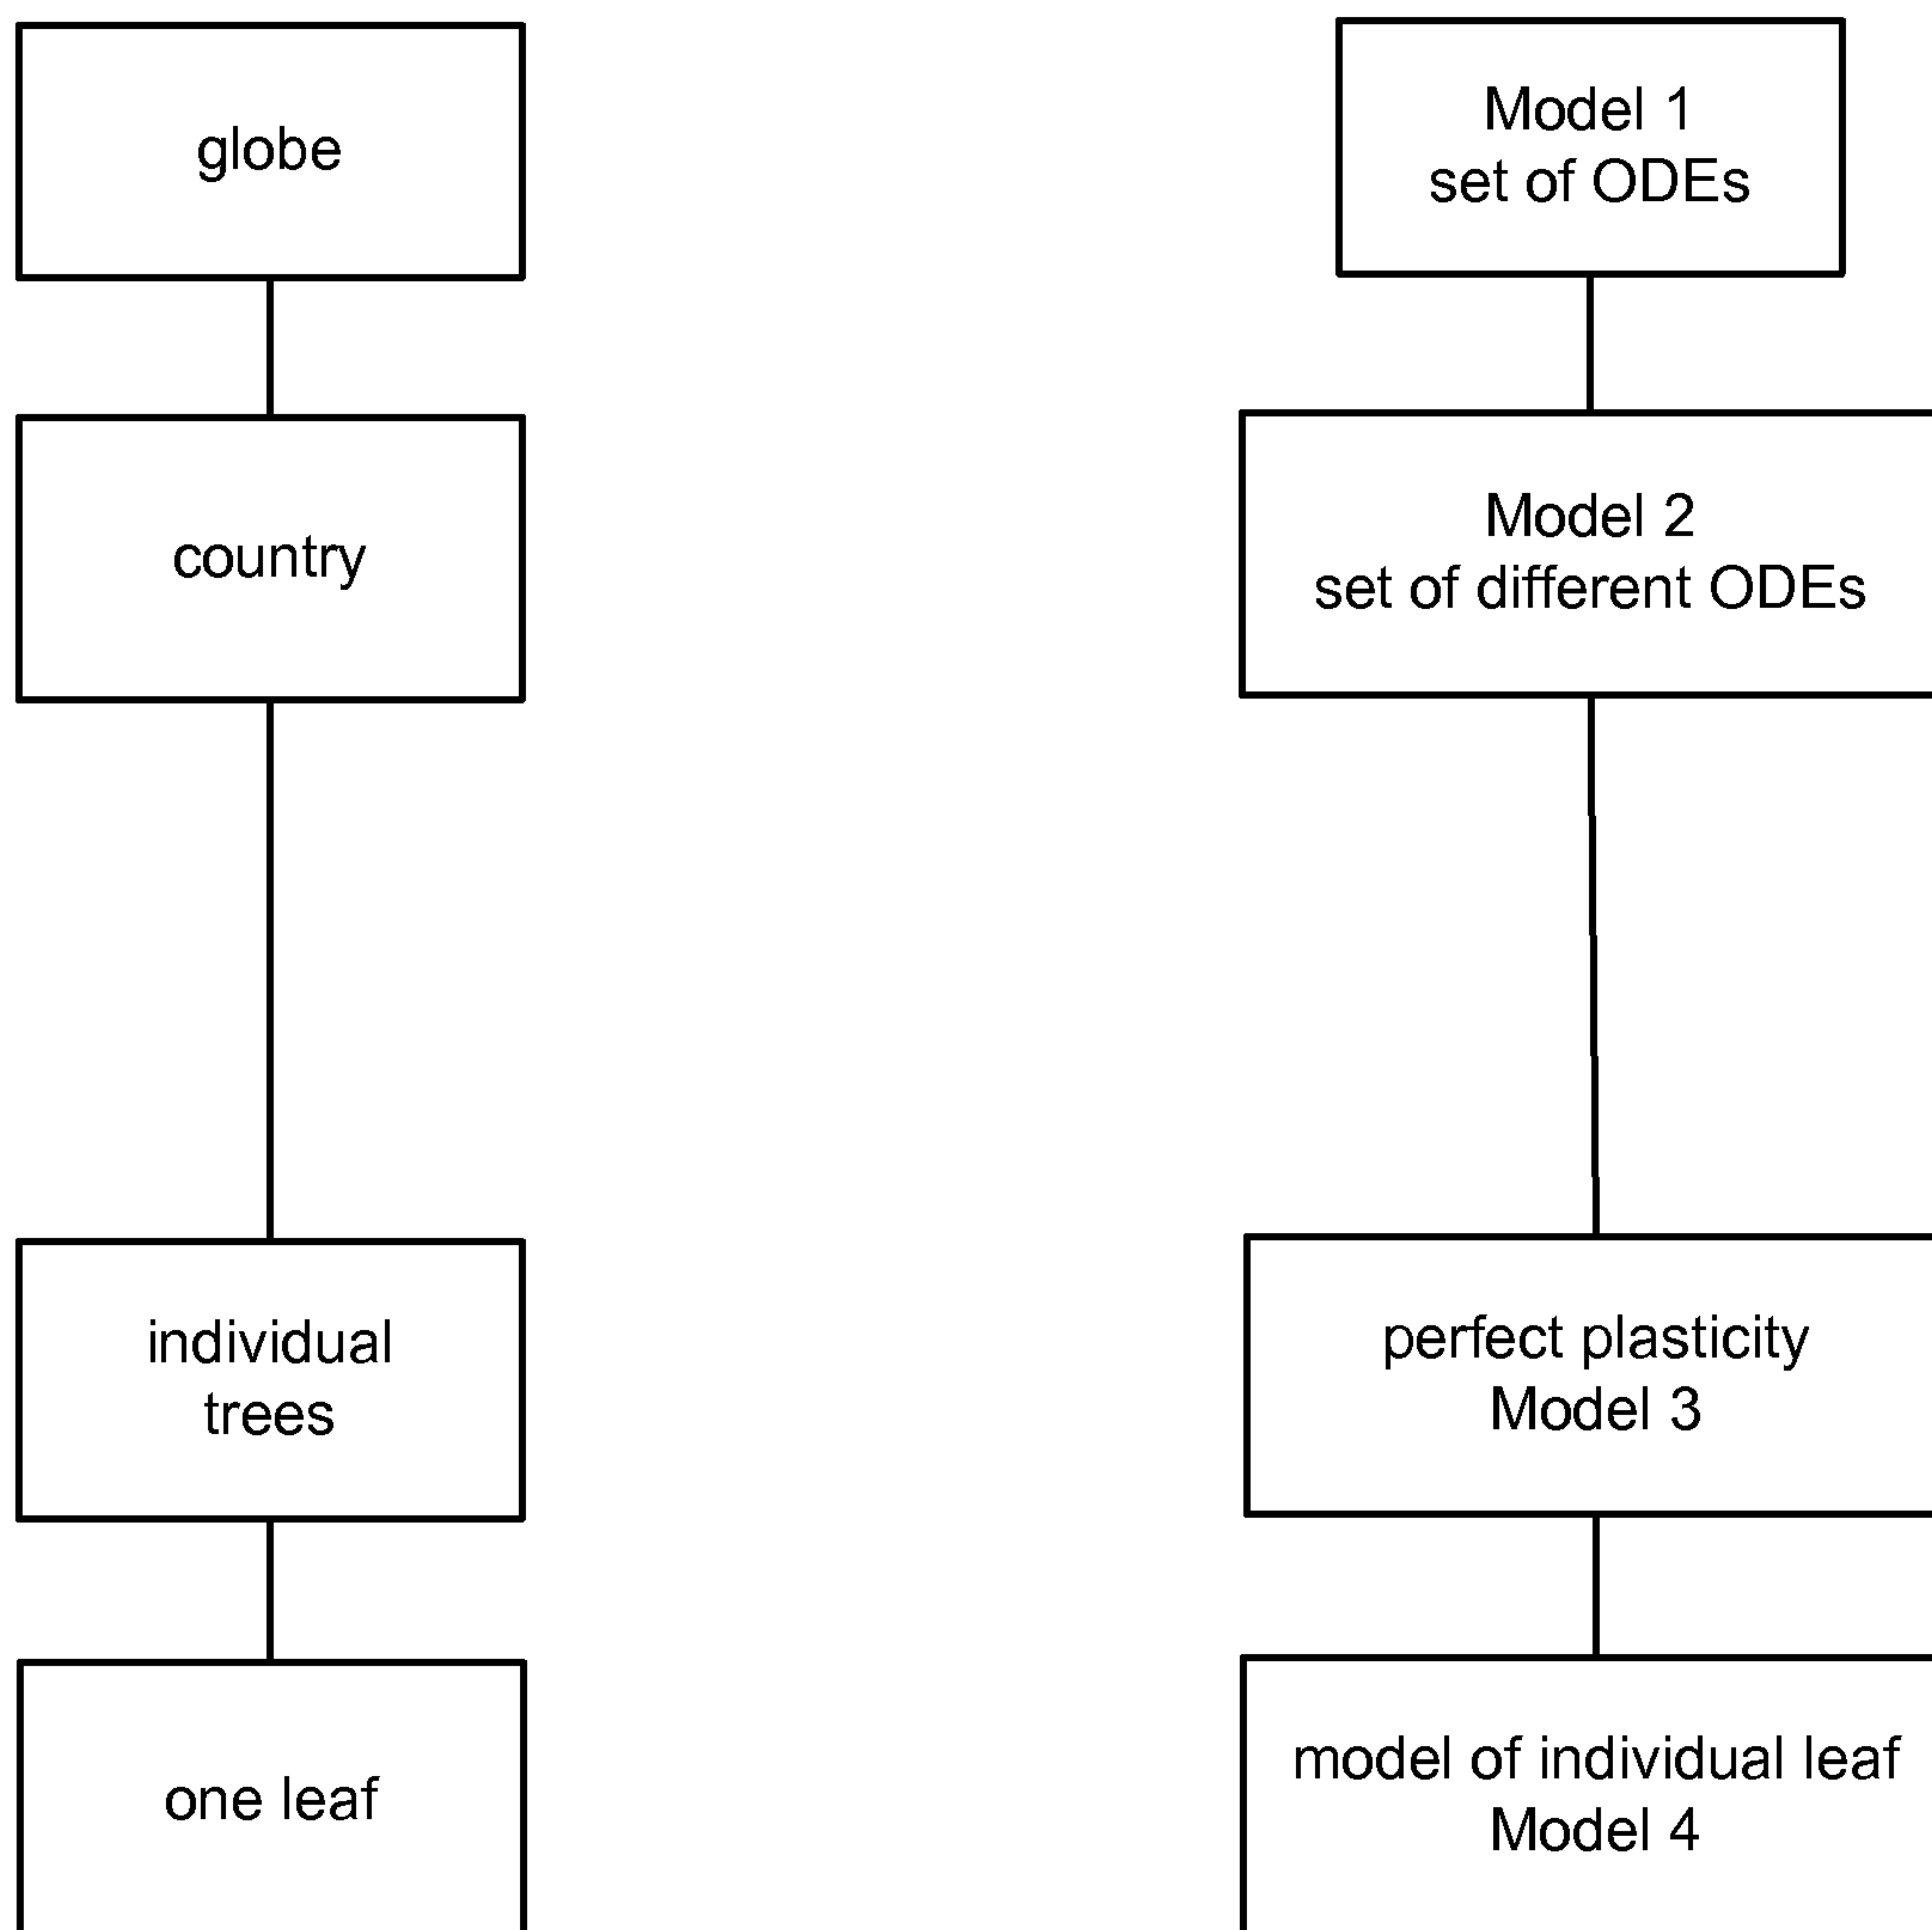 globe
country
individual
trees
one leaf
Model 1
set of ODEs
Model 2
set of different ODEs
perfect plasticity
Model 3
model of individual leaf
Model 4